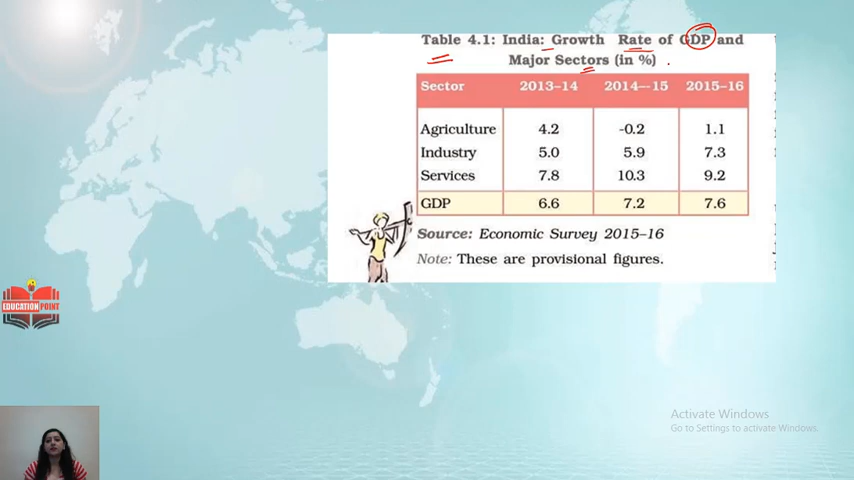 Table 4.1: India: Growth Rate of GDP and
Major Sectors (in %)
Sector 2013–14 2014–-15 2015–16
Agriculture 4.2 -0.2 1.1
Industry 5.0 5.9 7.3
Services 7.8 10.3 9.2
GDP 6.6 7.2 7.6
Source: Economic Survey 2015–16
Note: These are provisional figures.
EDUCATION POINT
Activate Windows
Go to Settings to activate Windows.